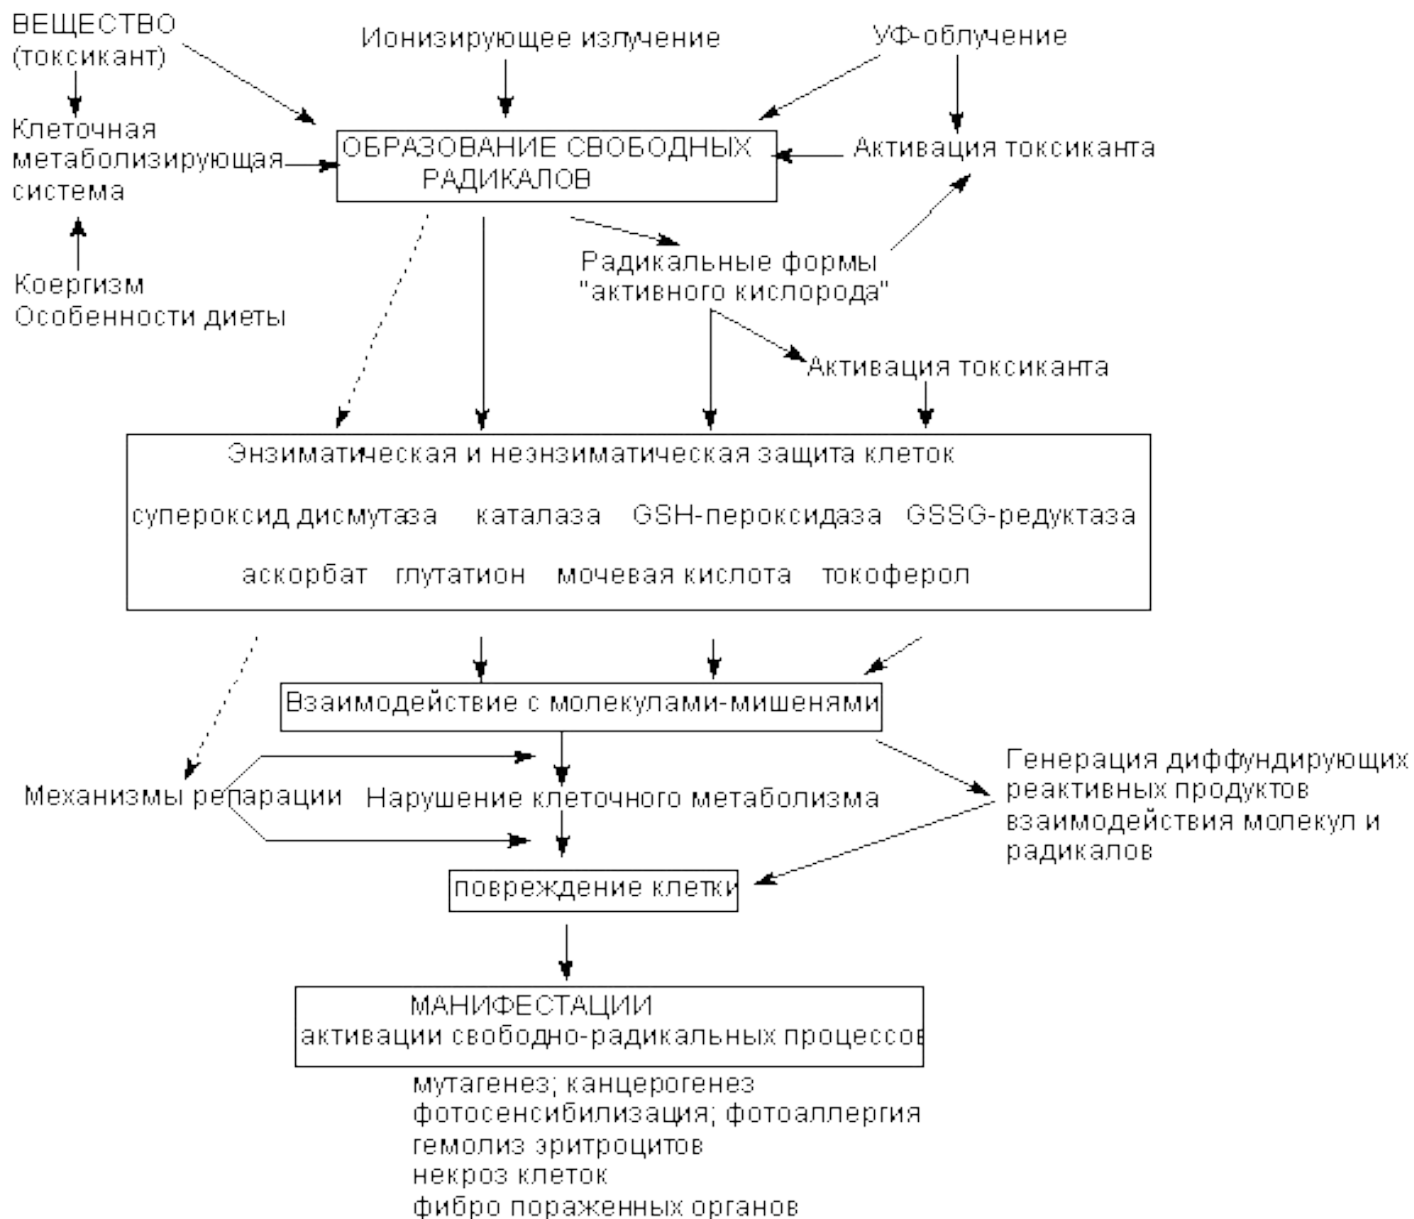 ВЕЩЕСТВО
(токсикант)
Ионизирующее излучение
УФ-облучение
Клеточная
метаболизирующая
система
ОБРАЗОВАНИЕ СВОБОДНЫХ
РАДИКАЛОВ
Активация токсиканта
Коергизм
Особенности диеты
Радикальные формы
"активного кислорода"
Активация токсиканта
Энзиматическая и неэнзиматическая защита клеток
супероксид дисмутаза каталаза GSH-пероксидаза GSSG-редуктаза
аскорбат глутатион мочевая кислота токоферол
Взаимодействие с молекулами-мишенями
Механизмы репарации
Нарушение клеточного метаболизма
Генерация диффундирующих
реактивных продуктов
взаимодействия молекул и
радикалов
повреждение клетки
МАНИФЕСТАЦИИ
активации свободно-радикальных процессов
мутагенез; канцерогенез
фотосенсибилизация; фотоаллергия
гемолиз эритроцитов
некроз клеток
фибро пораженных органов